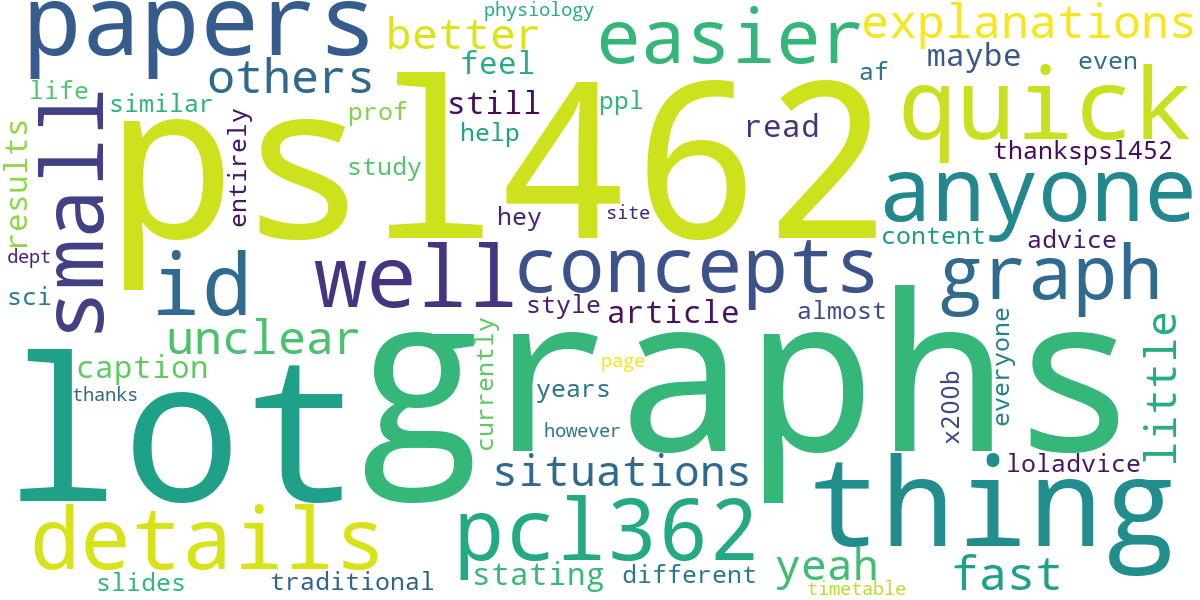 papers
physiology
better
easier
explanations
others
feel
maybe
even
af
life
similar
psl462
prof
still
help
ppl
read
quick
small
entirely
study
thankspsl452
results
hey
site
anyone
dept
content
advice
sci
id
well
concepts
graph
style
article
almost
unclear
lot
graphs
caption
thanks
currently
page
years
however
x200b
everyone
little
situations
loladvice
thing
details
pcl362
slides
traditional
stating
different
yeah
timetable
fast